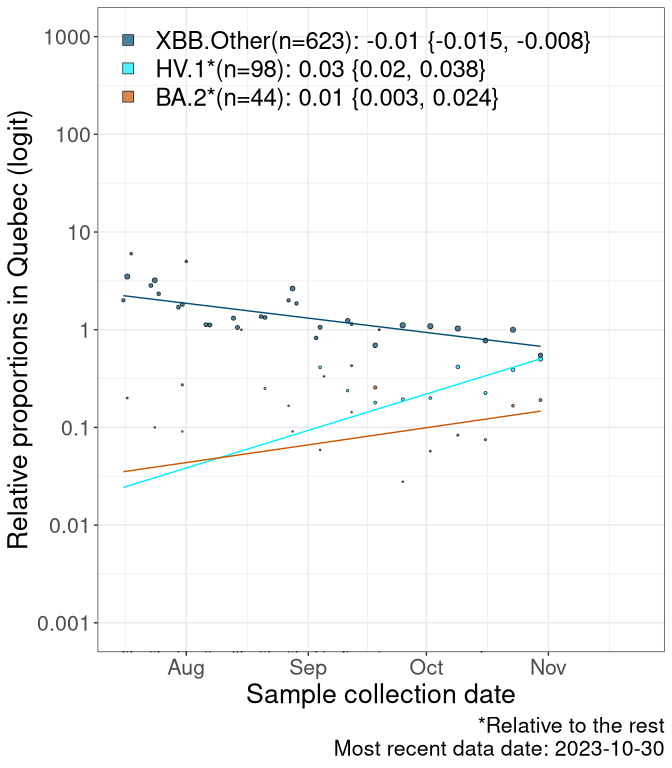 XBB.Other(n=623): -0.01 {-0.015, -0.008}
HV.1*(n=98): 0.03 {0.02, 0.038}
BA.2*(n=44): 0.01 {0.003, 0.024}
Relative proportions in Quebec (logit)
1000
100
10
1
0.1
0.01
0.001
Aug Sep Oct Nov
Sample collection date
*Relative to the rest
Most recent data date: 2023-10-30